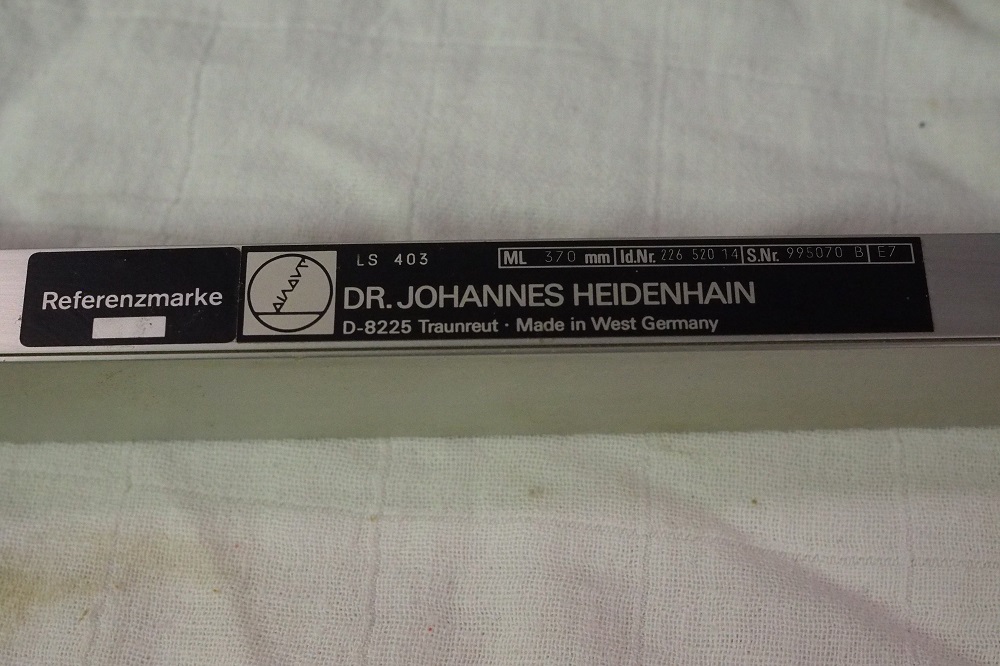 Referenzmarke
LS 403
ML 370 mm Id.Nr. 226 520 14 S.Nr. 995070 B E7
DR. JOHANNES HEIDENHAIN
D-8225 Traunreut · Made in West Germany